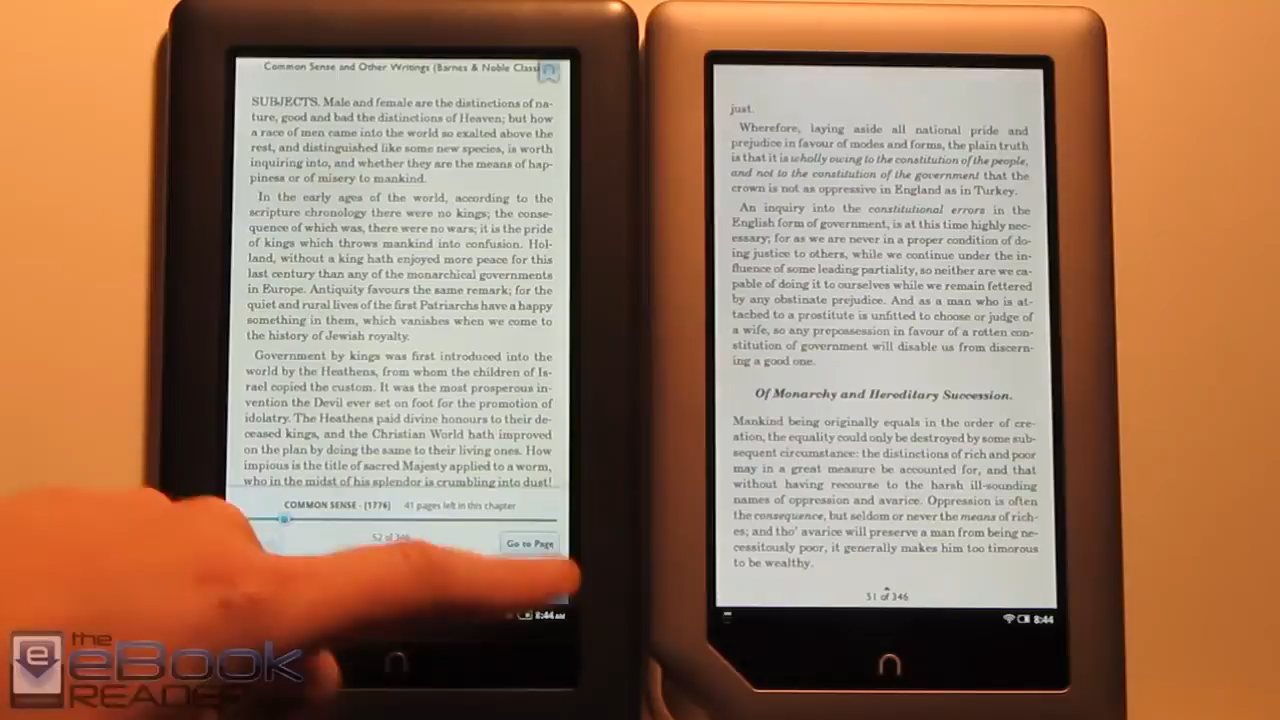 Common Sense and Other Writings (Barnes & Noble Classi
SUBJECTS. Male and female are the distinctions of na-
ture, good and bad the distinctions of Heaven; but how
a race of men came into the world so exalted above the
rest, and distinguished like some new species, is worth
inquiring into, and whether they are the means of hap-
piness or of misery to mankind.
In the early ages of the world, according to the
scripture chronology there were no kings; the conse-
quence of which was, there were no wars; it is the pride
of kings which throws mankind into confusion. Hol-
land, without a king hath enjoyed more peace for this
last century than any of the monarchical governments
in Europe. Antiquity favours the same remark; for the
quiet and rural lives of the first Patriarchs have a happy
something in them, which vanishes when we come to
the history of Jewish royalty.
Government by kings was first introduced into the
world by the Heathens, from whom the children of Is-
rael copied the custom. It was the most prosperous in-
vention the Devil ever set on foot for the promotion of
idolatry. The Heathens paid divine honours to their de-
ceased kings, and the Christian World hath improved
on the plan by doing the same to their living ones. How
impious is the title of sacred Majesty applied to a worm,
who in the midst of his splendor is crumbling into dust!
COMMON SENSE - [1776] 41 pages left in this chapter
52 of 346
Go to Page
8:44 AM
just.
Wherefore, laying aside all national pride and
prejudice in favour of modes and forms, the plain truth
is that it is wholly owing to the constitution of the people,
and not to the constitution of the government that the
crown is not as oppressive in England as in Turkey.
An inquiry into the constitutional errors in the
English form of government, is at this time highly nec-
essary; for as we are never in a proper condition of do-
ing justice to others, while we continue under the in-
fluence of some leading partiality, so neither are we ca-
pable of doing it to ourselves while we remain fettered
by any obstinate prejudice. And as a man who is at-
tached to a prostitute is unfitted to choose or judge of
a wife, so any prepossession in favour of a rotten con-
stitution of government will disable us from discern-
ing a good one.
Of Monarchy and Hereditary Succession.
Mankind being originally equals in the order of cre-
ation, the equality could only be destroyed by some sub-
sequent circumstance: the distinctions of rich and poor
may in a great measure be accounted for, and that
without having recourse to the harsh ill-sounding
names of oppression and avarice. Oppression is often
the consequence, but seldom or never the means of rich-
es; and tho' avarice will preserve a man from being ne-
cessitously poor, it generally makes him too timorous
to be wealthy.
51 of 346
8:44
the
eBook
READER